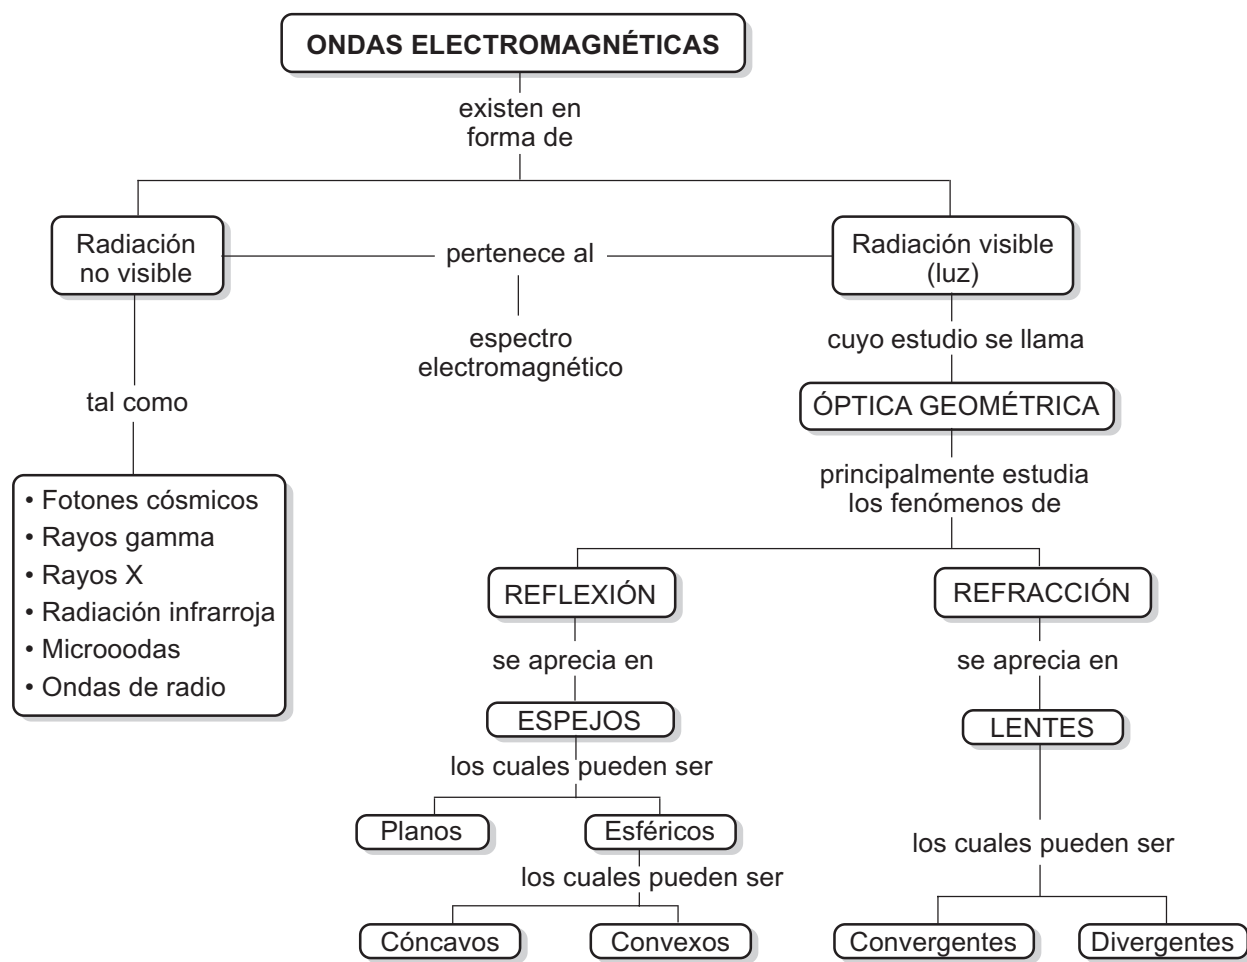 ONDAS ELECTROMAGNÉTICAS
existen en
forma de
Radiación
no visible
pertenece al
Radiación visible
(luz)
espectro
electromagnético
cuyo estudio se llama
tal como
ÓPTICA GEOMÉTRICA
• Fotones cósmicos
• Rayos gamma
• Rayos X
• Radiación infrarroja
• Microoodas
• Ondas de radio
principalmente estudia
los fenómenos de
REFLEXIÓN
REFRACCIÓN
se aprecia en
se aprecia en
ESPEJOS
LENTES
los cuales pueden ser
Planos
Esféricos
los cuales pueden ser
los cuales pueden ser
Cóncavos
Convexos
Convergentes
Divergentes